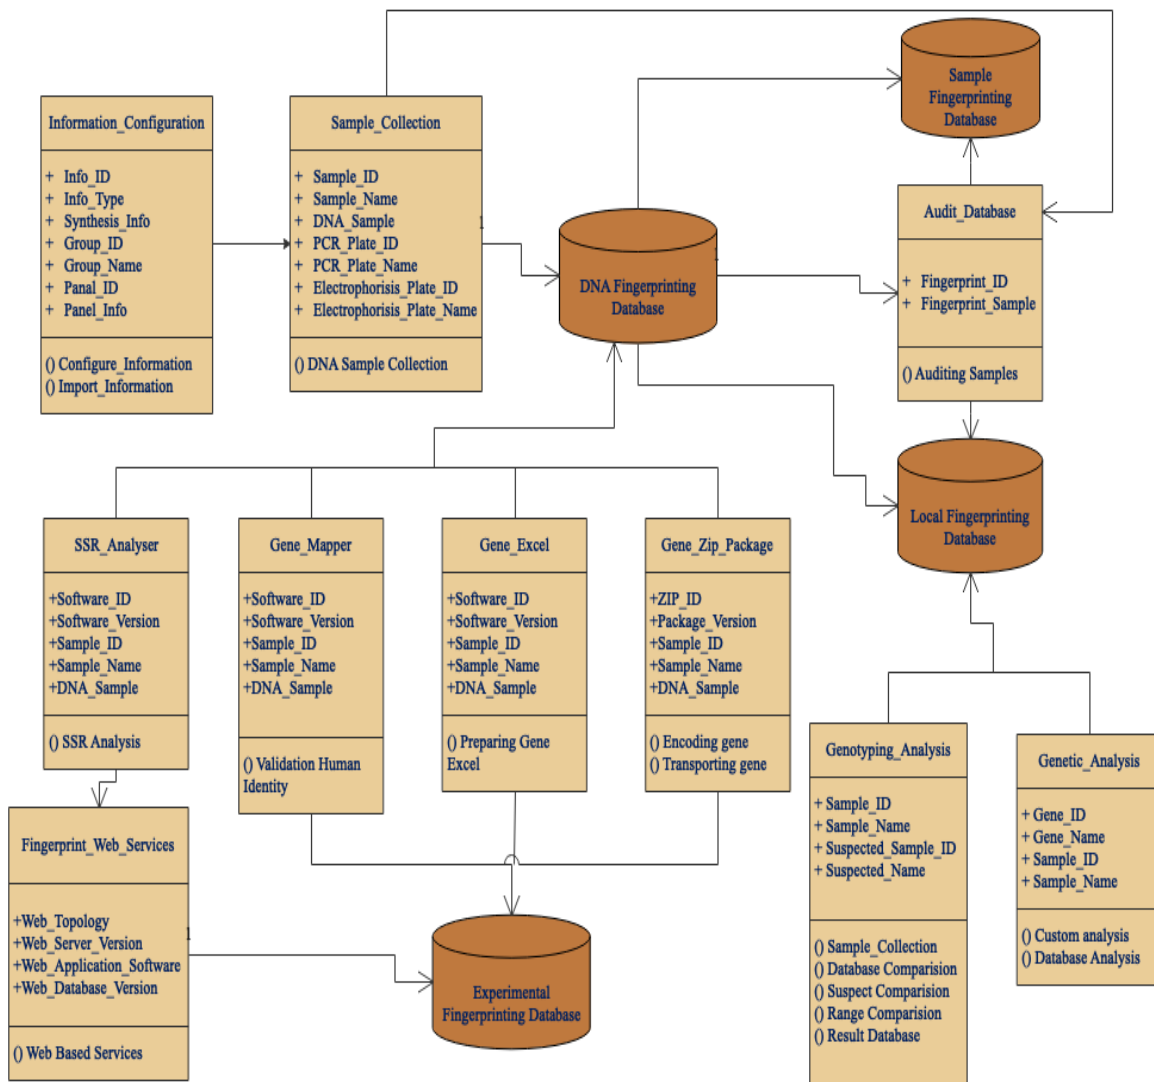 Sample
Fingerprinting
Database
Information_Configuration
+ Info_ID
+ Info_Type
+ Synthesis_Info
+ Group_ID
+ Group_Name
+ Panal_ID
+ Panel_Info
() Configure_Information
() Import_Information
Sample_Collection
+ Sample_ID
+ Sample_Name
+ DNA_Sample
+ PCR_Plate_ID
+ PCR_Plate_Name
+ Electrophorisis_Plate_ID
+ Electrophorisis_Plate_Name
() DNA Sample Collection
1
DNA Fingerprinting
Database
1
Audit_Database
+ Fingerprint_ID
+ Fingerprint_Sample
() Auditing Samples
Local Fingerprinting
Database
SSR_Analyser
+Software_ID
+Software_Version
+Sample_ID
+Sample_Name
+DNA_Sample
() SSR Analysis
Gene_Mapper
+Software_ID
+Software_Version
+Sample_ID
+Sample_Name
+DNA_Sample
() Validation Human
Identity
Gene_Excel
+Software_ID
+Software_Version
+Sample_ID
+Sample_Name
+DNA_Sample
() Preparing Gene
Excel
Gene_Zip_Package
+ZIP_ID
+Package_Version
+Sample_ID
+Sample_Name
+DNA_Sample
() Encoding gene
() Transporting gene
Genotyping_Analysis
+ Sample_ID
+ Sample_Name
+ Suspected_Sample_ID
+ Suspected_Name
() Sample_Collection
() Database Comparision
() Suspect Comparision
() Range Comparision
() Result Database
Genetic_Analysis
+ Gene_ID
+ Gene_Name
+ Sample_ID
+ Sample_Name
() Custom analysis
() Database Analysis
Fingerprint_Web_Services
+Web_Topology
+Web_Server_Version
+Web_Application_Software
+Web_Database_Version
() Web Based Services
1
Experimental
Fingerprinting Database